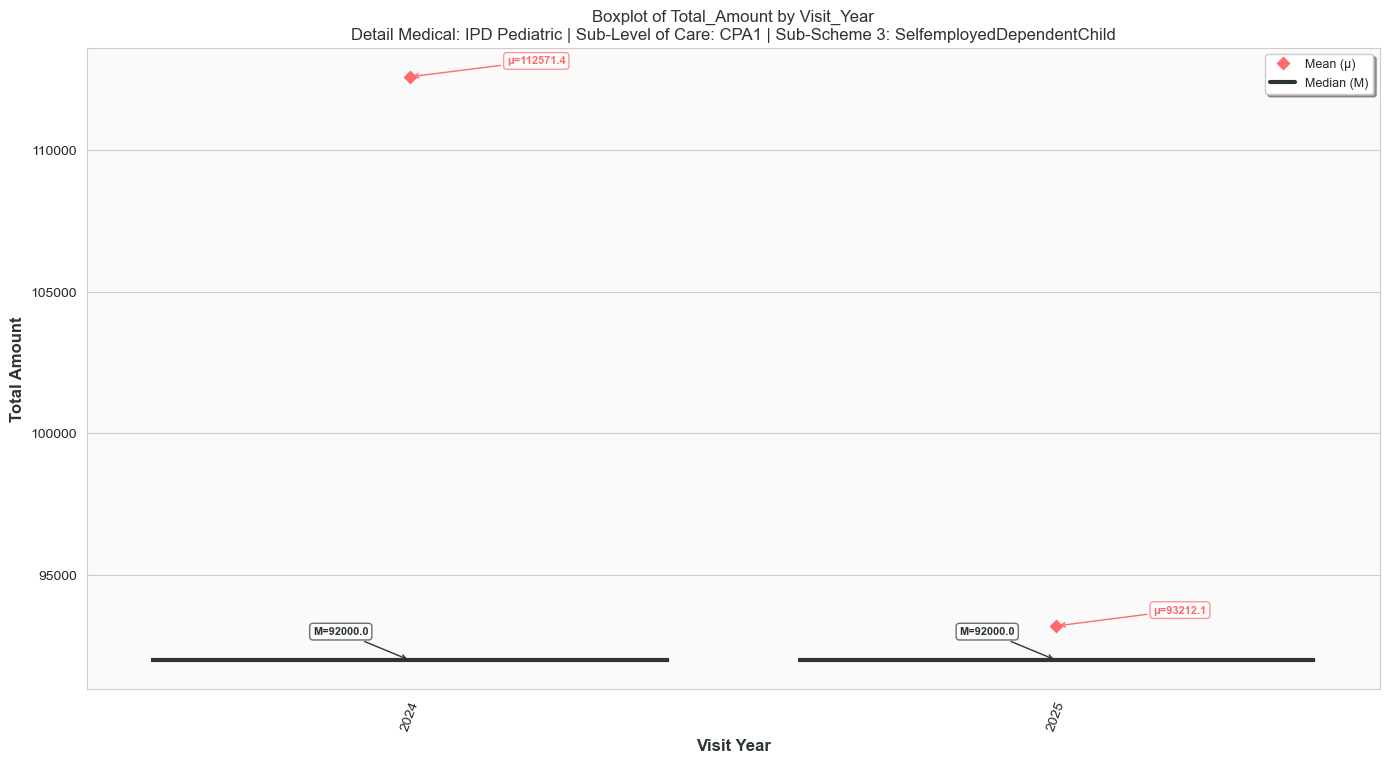 Boxplot of Total_Amount by Visit_Year
Detail Medical: IPD Pediatric | Sub-Level of Care: CPA1 | Sub-Scheme 3: SelfemployedDependentChild
μ=112571.4
Mean (μ)
Median (M)
110000
105000
100000
95000
Total Amount
M=92000.0
M=92000.0
μ=93212.1
2024
2025
Visit Year